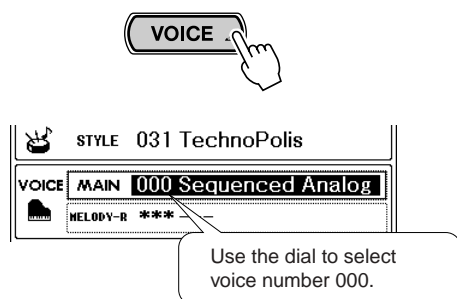 VOICE
STYLE 031 TechnoPolis
VOICE MAIN 000 Sequenced Analog
MELODY-R ***
Use the dial to select
voice number 000.